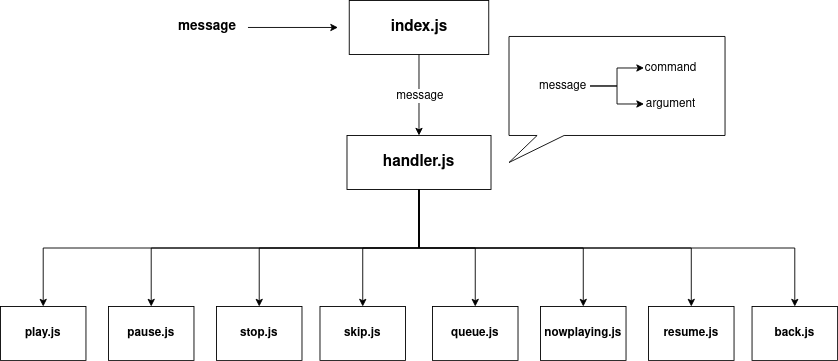 message
index.js
message
command
message
argument
handler.js
play.js
pause.js
stop.js
skip.js
queue.js
nowplaying.js
resume.js
back.js